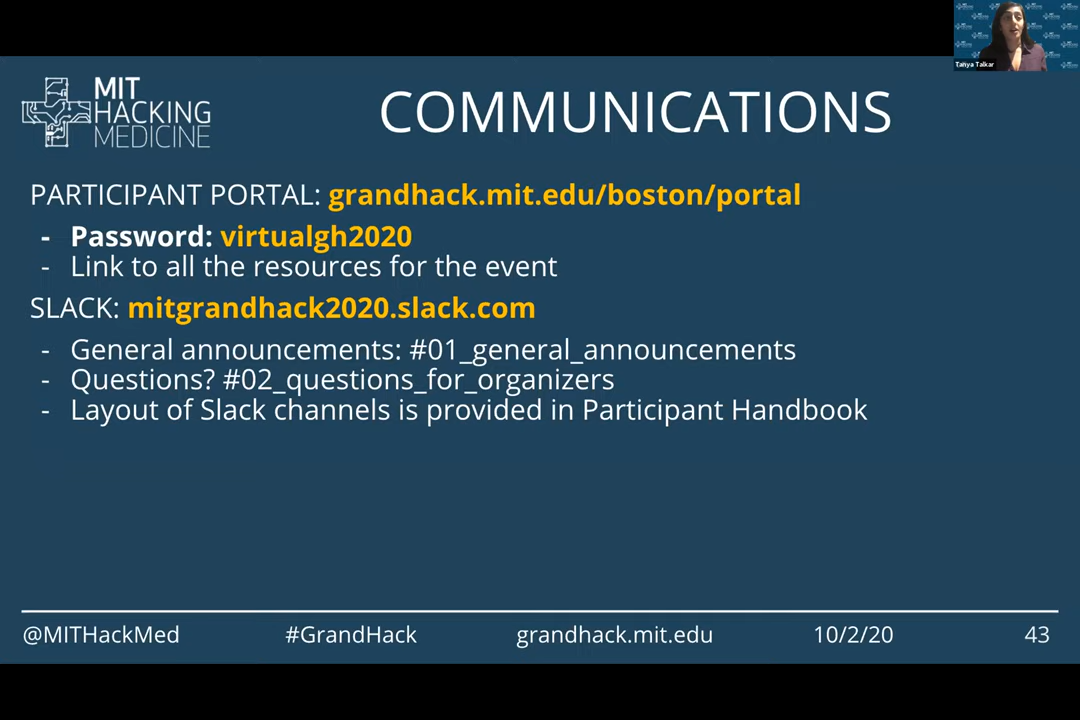 Tanya Talkar
MIT
HACKING
MEDICINE
COMMUNICATIONS
PARTICIPANT PORTAL: grandhack.mit.edu/boston/portal
- Password: virtualgh2020
- Link to all the resources for the event
SLACK: mitgrandhack2020.slack.com
- General announcements: #01_general_announcements
- Questions? #02_questions_for_organizers
- Layout of Slack channels is provided in Participant Handbook
@MITHackMed #GrandHack grandhack.mit.edu 10/2/20 43